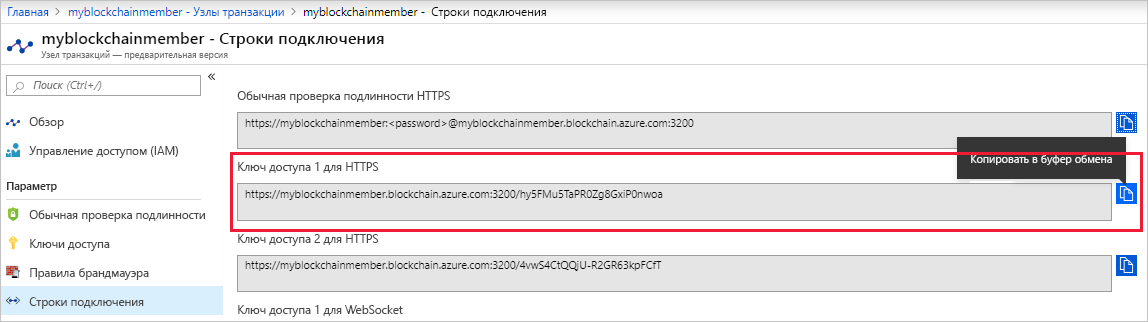 Главная > myblockchainmember - Узлы транзакции > myblockchainmember - Строки подключения
myblockchainmember - Строки подключения
Узел транзакций — предварительная версия
Поиск (Ctrl+/)
«
Обзор
Управление доступом (IAM)
Параметр
Обычная проверка подлинности
Ключи доступа
Правила брандмауэра
Строки подключения
Обычная проверка подлинности HTTPS
https://myblockchainmember:<password>@myblockchainmember.blockchain.azure.com:3200
Копировать в буфер обмена
Ключ доступа 1 для HTTPS
https://myblockchainmember.blockchain.azure.com:3200/hy5FMu5TaPR0Zg8GxiP0nwoa
Ключ доступа 2 для HTTPS
https://myblockchainmember.blockchain.azure.com:3200/4vwS4CtQQjU-R2GR63kpFCfT
Ключ доступа 1 для WebSocket